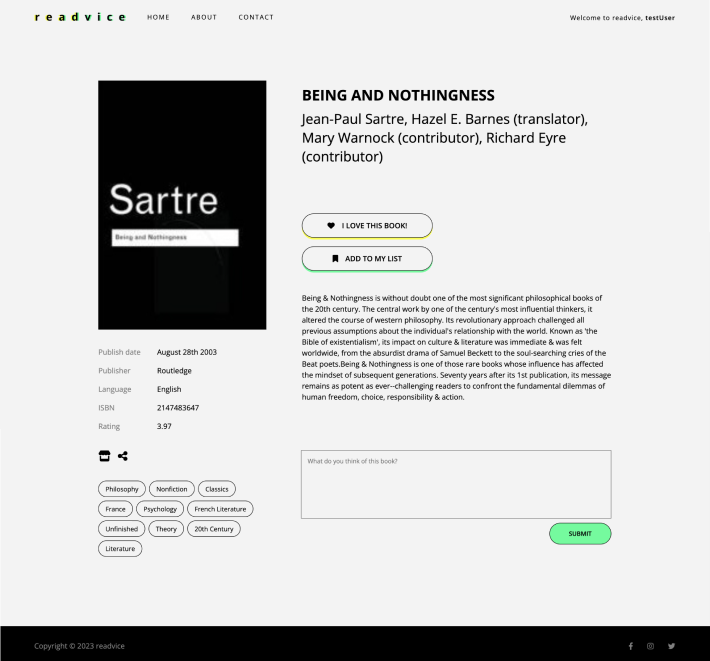 readvice HOME ABOUT CONTACT Welcome to readvice, testUser
Sartre
Being and Nothingness
BEING AND NOTHINGNESS
Jean-Paul Sartre, Hazel E. Barnes (translator),
Mary Warnock (contributor), Richard Eyre
(contributor)
I LOVE THIS BOOK!
ADD TO MY LIST
Being & Nothingness is without doubt one of the most significant philosophical books of
the 20th century. The central work by one of the century's most influential thinkers, it
altered the course of western philosophy. Its revolutionary approach challenged all
previous assumptions about the individual's relationship with the world. Known as 'the
Bible of existentialism', its impact on culture & literature was immediate & was felt
worldwide, from the absurdist drama of Samuel Beckett to the soul-searching cries of the
Beat poets.Being & Nothingness is one of those rare books whose influence has affected
the mindset of subsequent generations. Seventy years after its 1st publication, its message
remains as potent as ever--challenging readers to confront the fundamental dilemmas of
human freedom, choice, responsibility & action.
Publish date August 28th 2003
Publisher Routledge
Language English
ISBN 2147483647
Rating 3.97
Philosophy Nonfiction Classics
France Psychology French Literature
Unfinished Theory 20th Century
Literature
What do you think of this book?
SUBMIT
Copyright © 2023 readvice